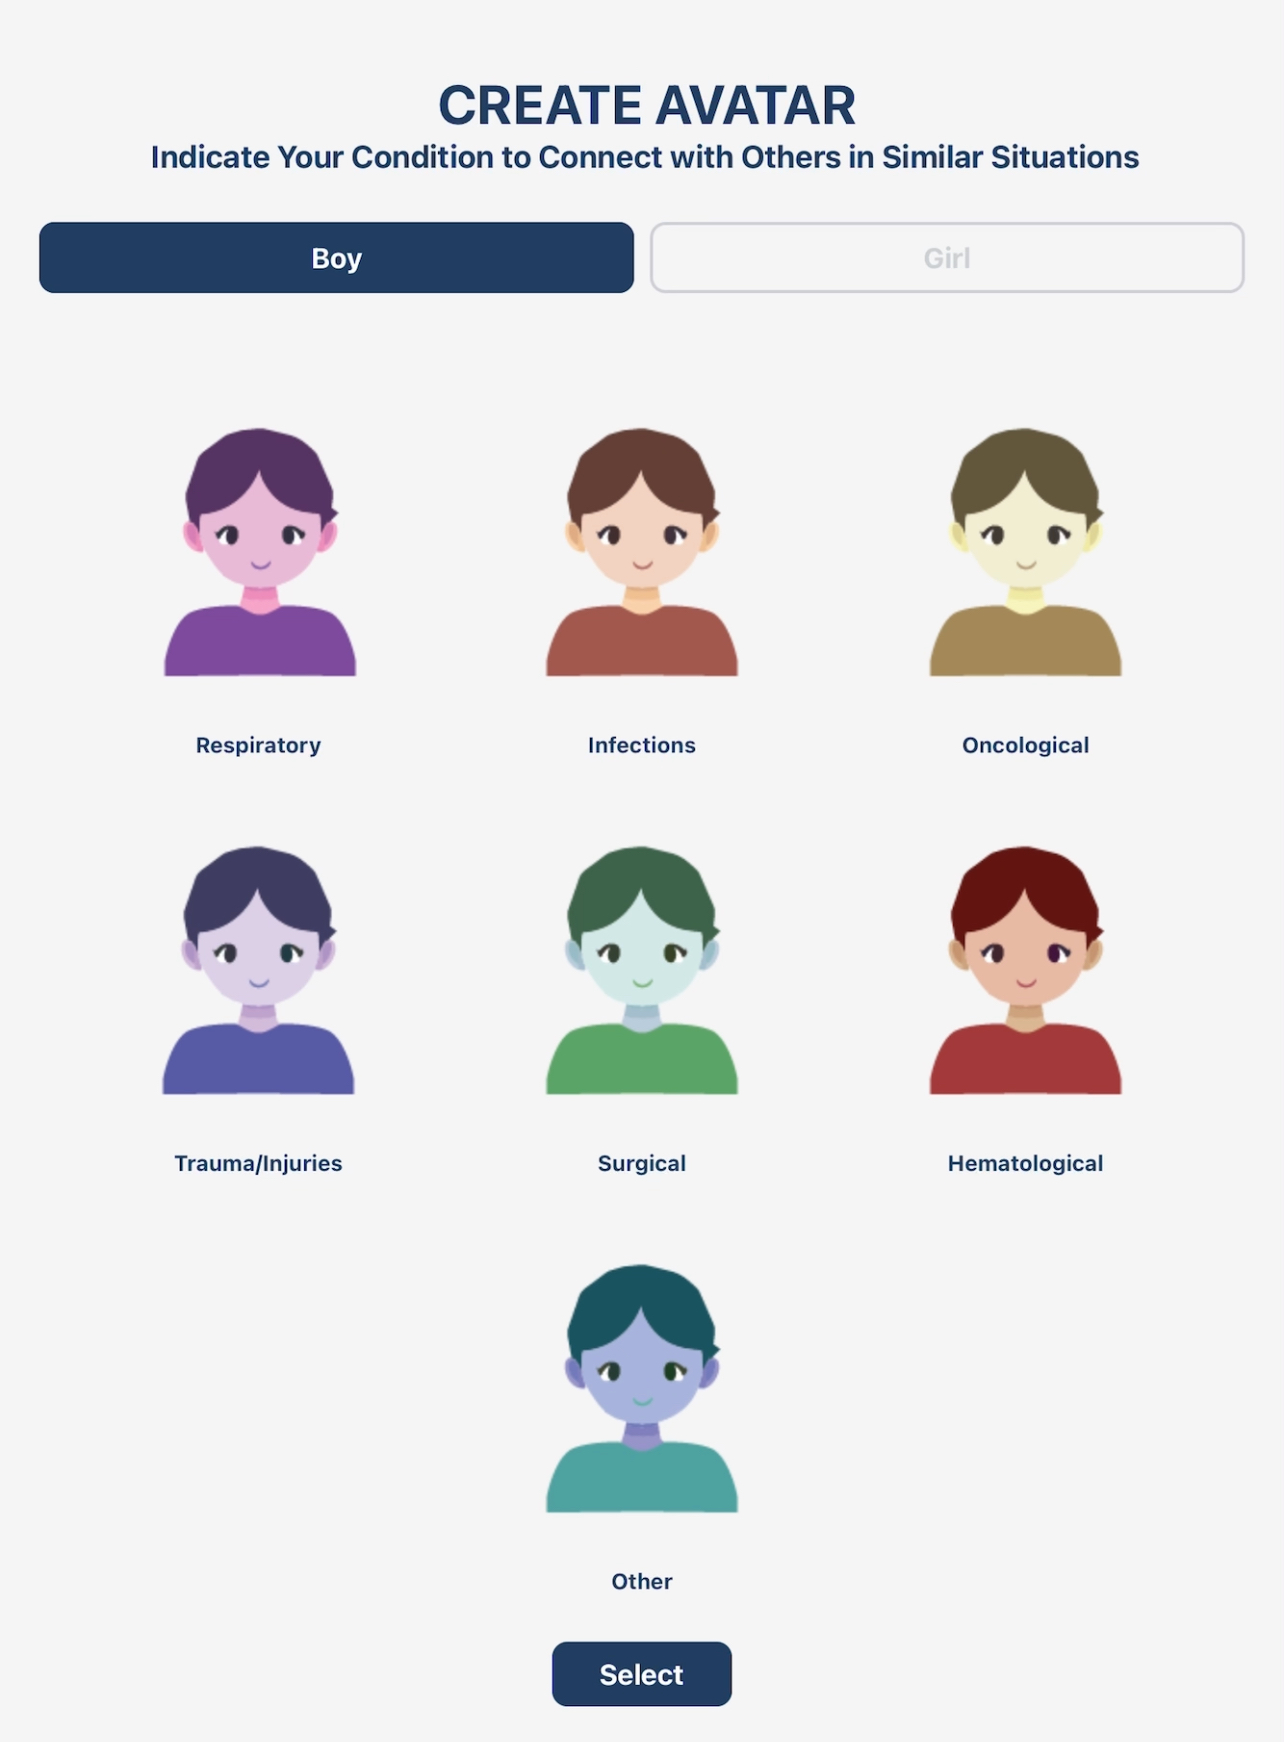 CREATE AVATAR
Indicate Your Condition to Connect with Others in Similar Situations
Boy
Girl
Respiratory
Infections
Oncological
Trauma/Injuries
Surgical
Hematological
Other
Select